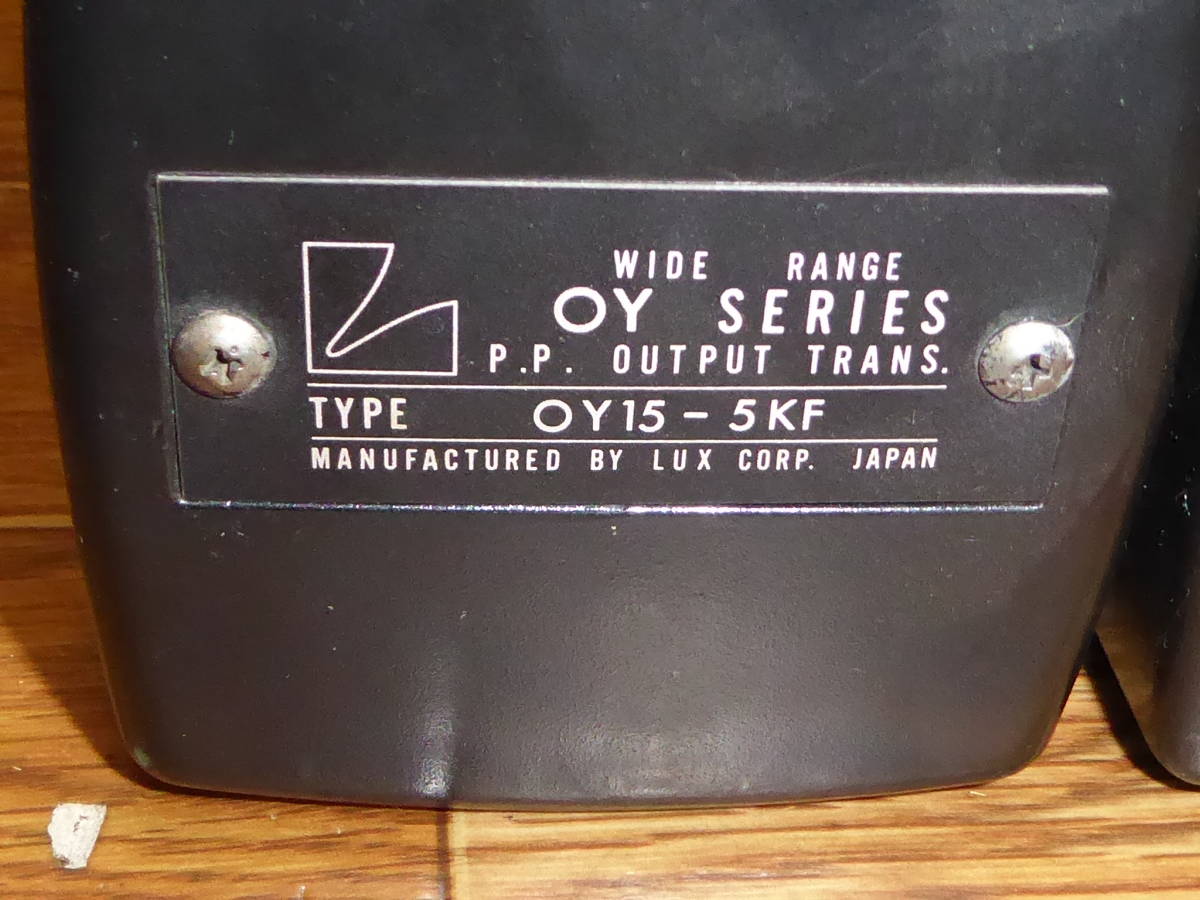 WIDE RANGE
OY SERIES
P.P. OUTPUT TRANS.
TYPE OY15-5KF
MANUFACTURED BY LUX CORP. JAPAN